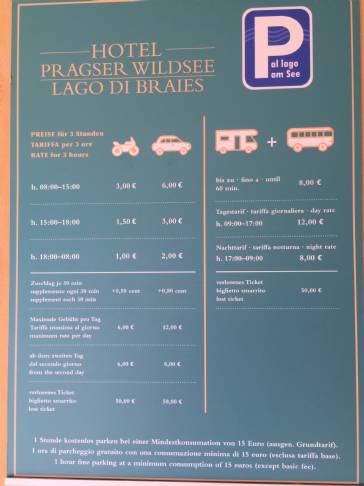 HOTEL
PRAGSER WILDSEE
LAGO DI BRAIES
P
al lago
am See
PREISE für 3 Stunden
TARIFFA per 3 ore
RATE for 3 hours
h. 08:00-15:00 3,00 € 6,00 €
h. 15:00-18:00 1,50 € 3,00 €
h. 18:00-08:00 1,00 € 2,00 €
Zuschlag je 30 min
supplemento ogni 30 min
supplement each 30 min
+0,50 cent +0,50 cent
Maximale Gebühr pro Tag
Tariffa massima al giorno
maximum rate per day
6,00 € 12,00 €
ab dem zweiten Tag
dal secondo giorno
from the second day
6,00 € 8,00 €
verlorenes Ticket
biglietto smarrito
lost ticket
50,00 € 50,00 €
+
bis zu · fino a · until
60 min.
8,00 €
Tagestarif · tariffa giornaliera · day rate
h. 09:00-17:00 12,00 €
Nachttarif · tariffa notturna · night rate
h. 17:00-09:00 8,00 €
verlorenes Ticket
biglietto smarrito
lost ticket
50,00 €
1 Stunde kostenlos parken bei einer Mindestkonsumation von 15 Euro (ausgen. Grundtarif).
1 ora di parcheggio gratuito con una consumazione minima di 15 euro (esclusa tariffa base).
1 hour fine parking at a minimum consumption of 15 euros (except basic fee).